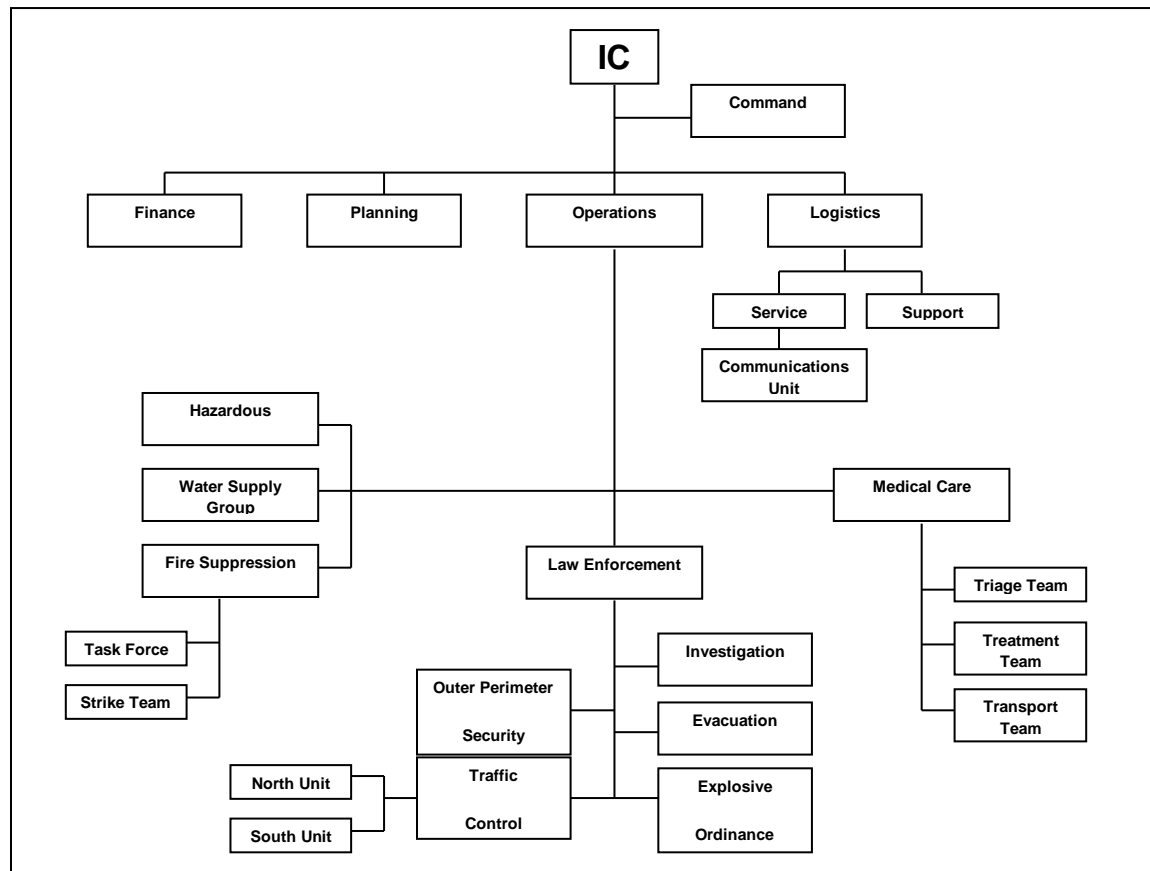 IC
Command
Finance
Planning
Operations
Logistics
Service
Support
Communications
Unit
Hazardous
Water Supply
Group
Medical Care
Fire Suppression
Law Enforcement
Triage Team
Task Force
Investigation
Treatment
Team
Outer Perimeter
Security
Strike Team
Evacuation
Transport
Team
North Unit
Traffic
Control
Explosive
Ordinance
South Unit